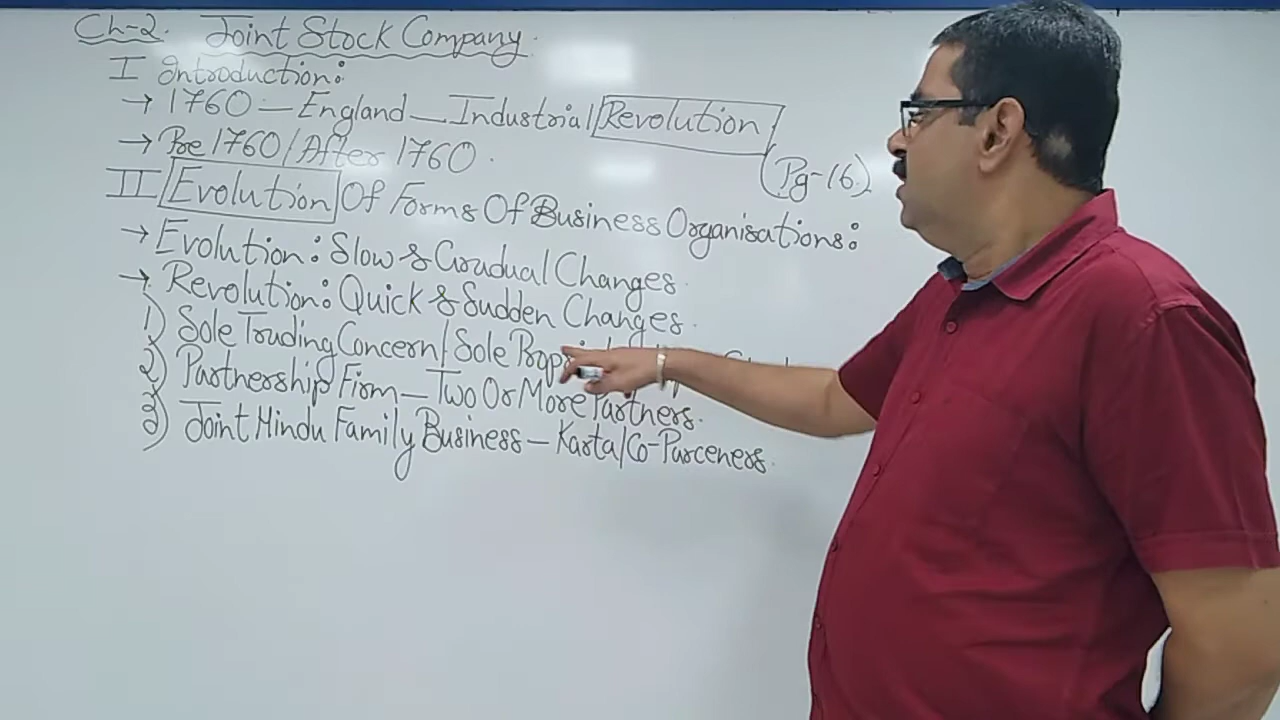 Ch-2. Joint Stock Company.
I Introduction:
→ 1760 — England — Industrial Revolution
→ Pre 1760 / After 1760.
(Pg-16)
II Evolution Of Forms Of Business Organisations:
→ Evolution: Slow & Gradual Changes.
→ Revolution: Quick & Sudden Changes.
1) Sole Trading Concern / Sole
2) Partnership Firm — Two Or More Partners.
3) Joint Hindu Family Business — Karta/Co-Parceners.